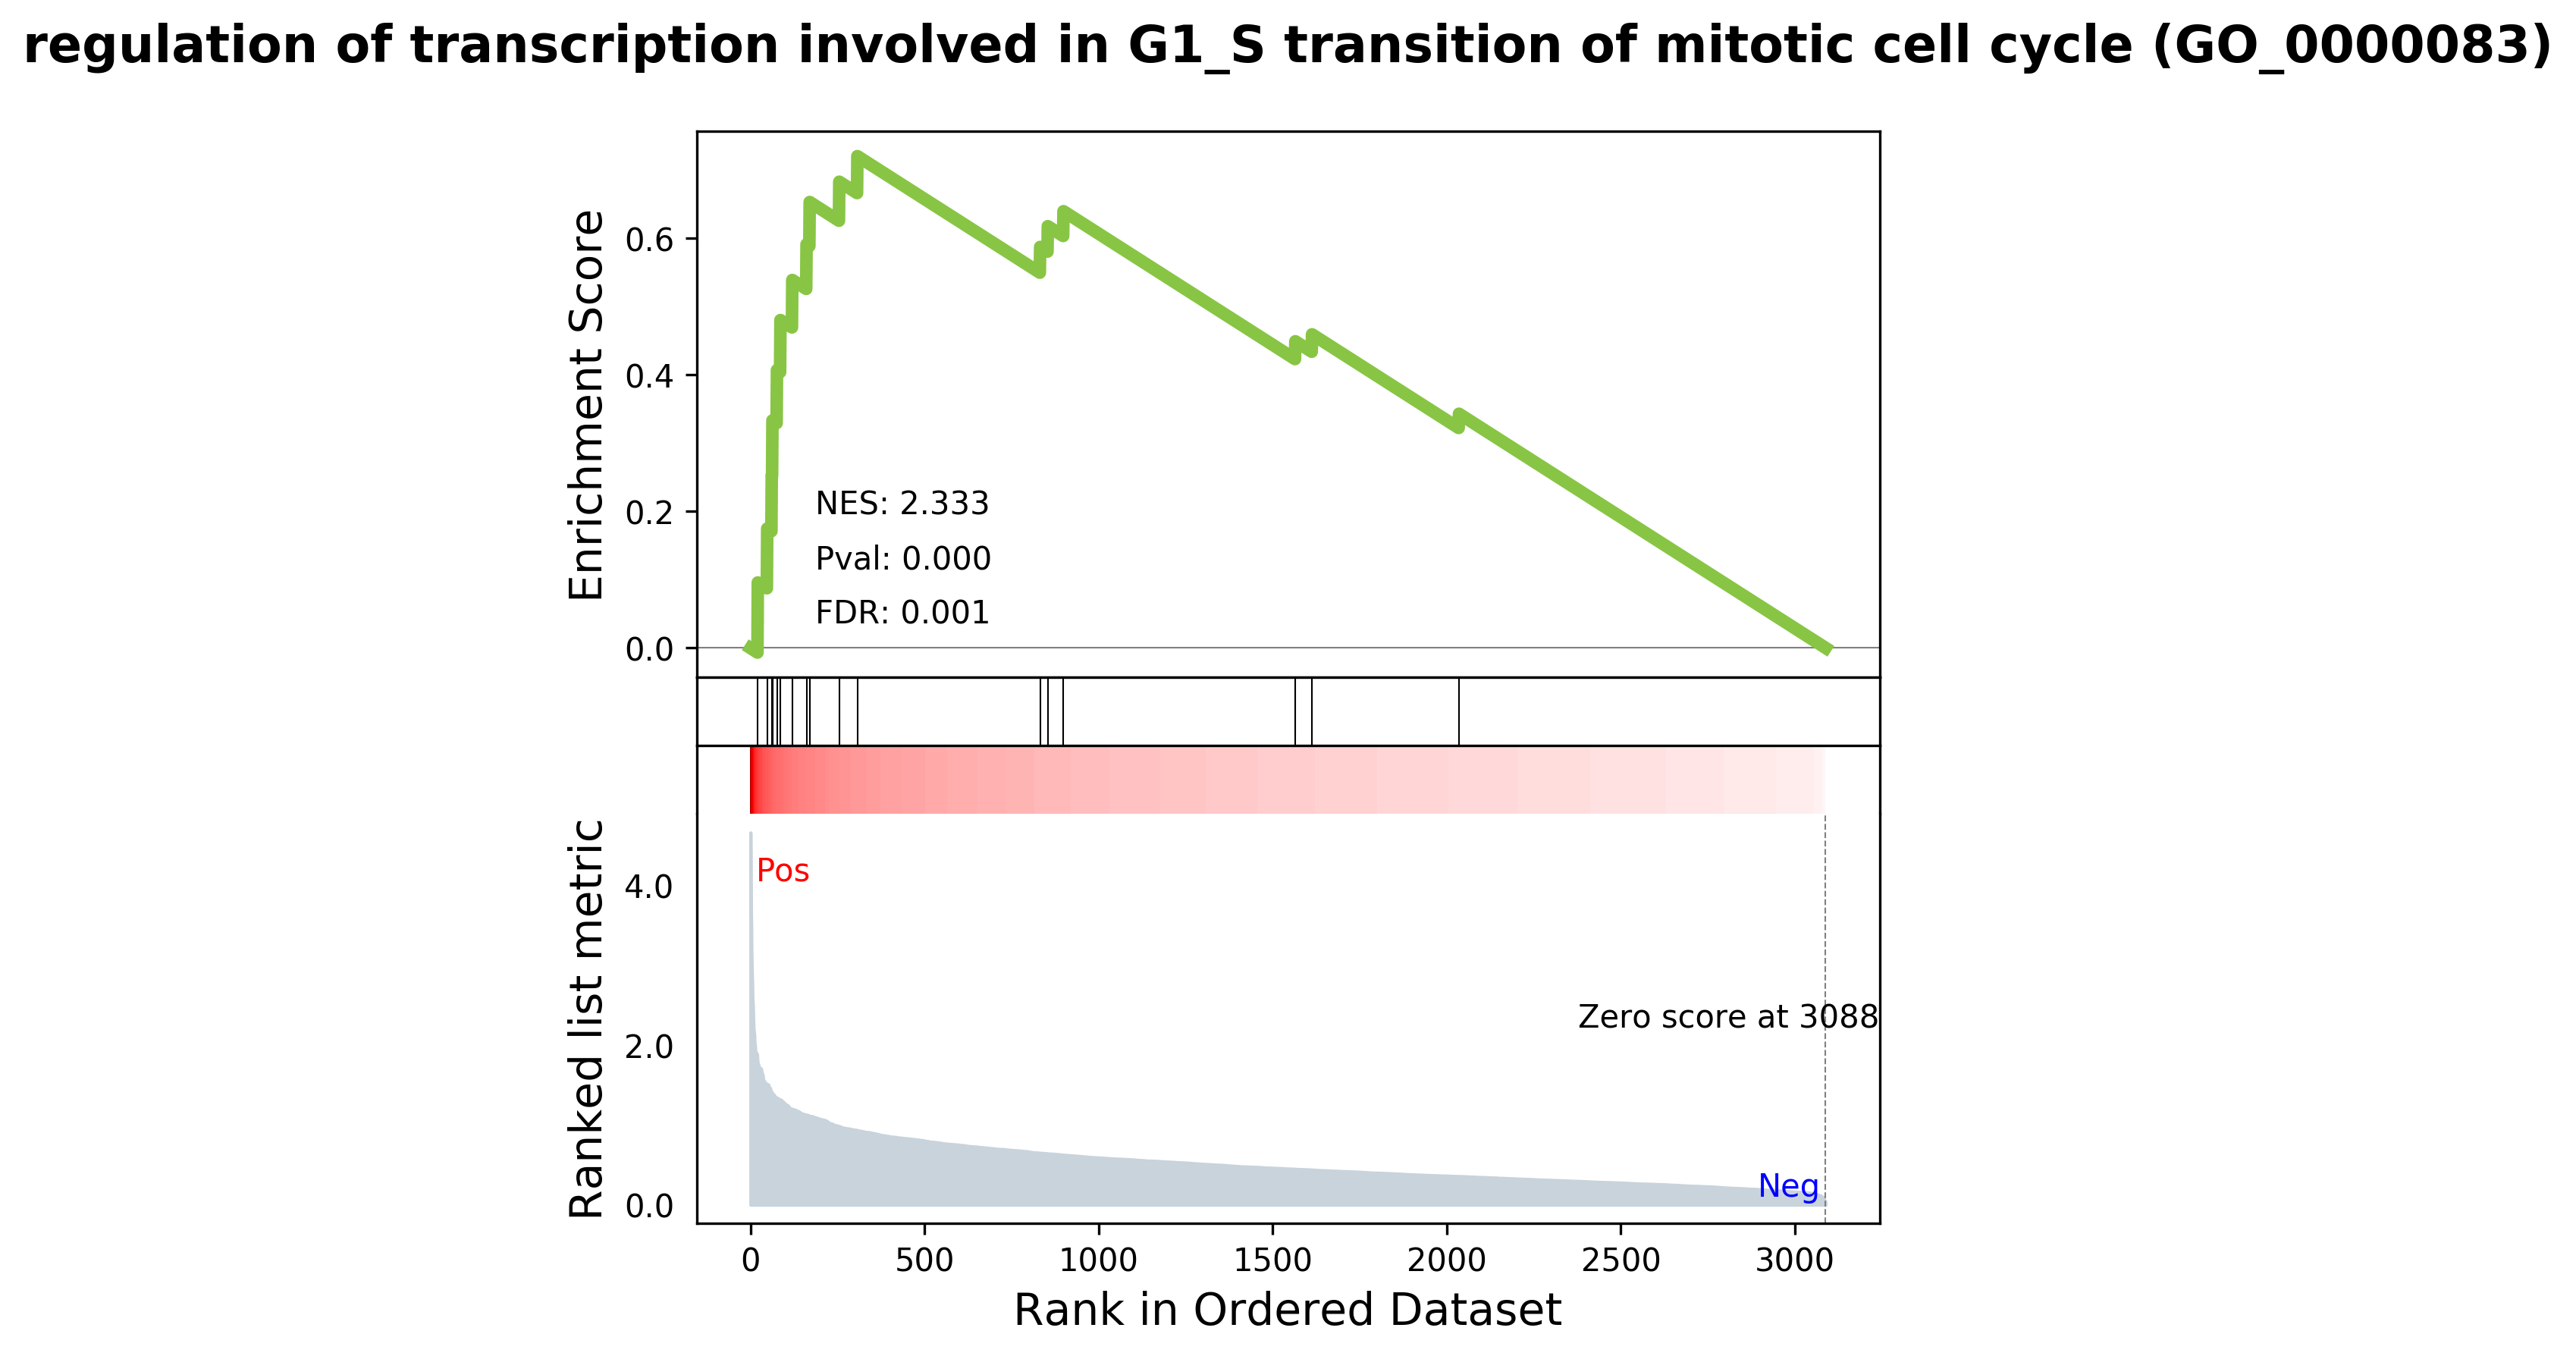 regulation of transcription involved in G1_S transition of mitotic cell cycle (GO_0000083)
Enrichment Score
0.6
0.4
0.2
0.0
NES: 2.333
Pval: 0.000
FDR: 0.001
Ranked list metric
4.0
2.0
0.0
Pos
Zero score at 3088
Neg
0 500 1000 1500 2000 2500 3000
Rank in Ordered Dataset